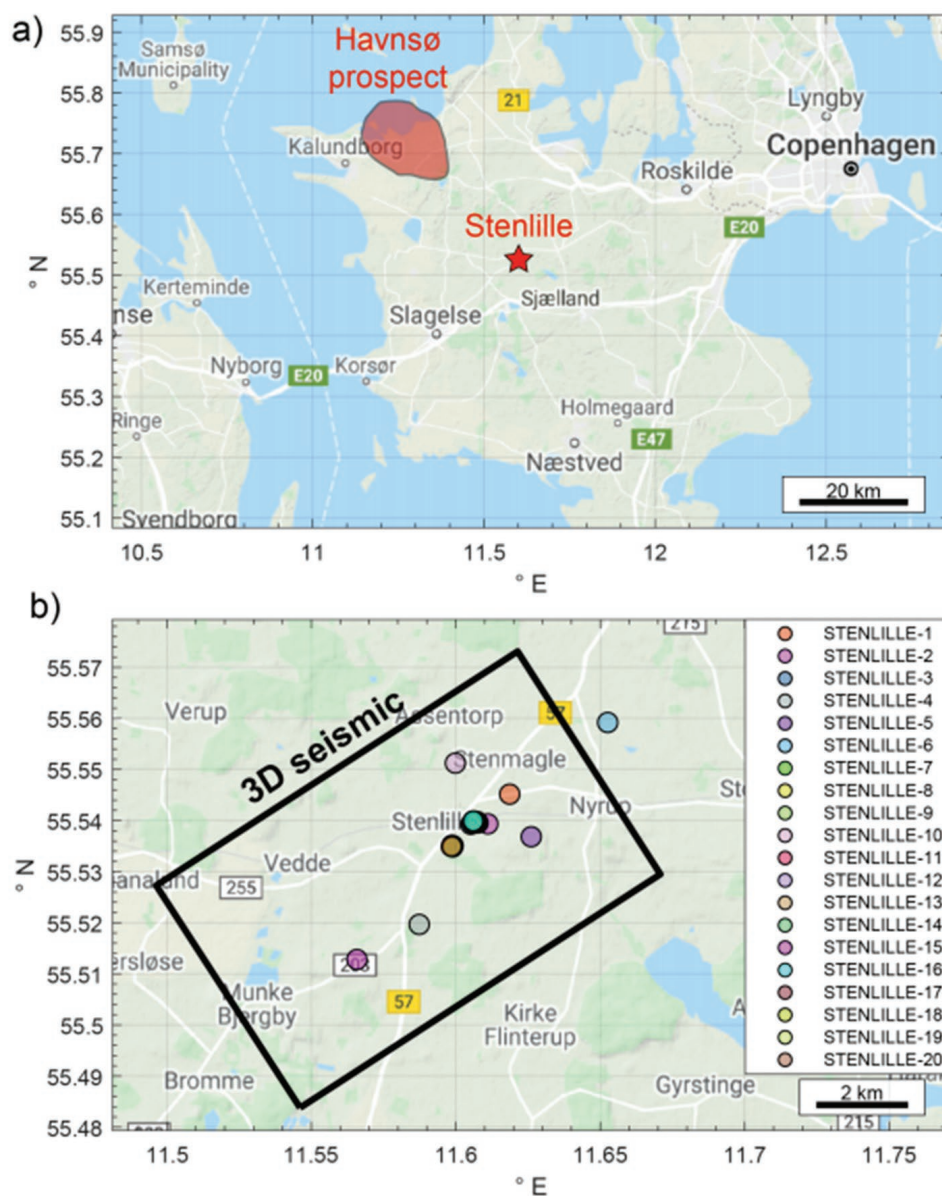 a)
55.9
55.8
55.7
55.6
55.5
55.4
55.3
55.2
55.1
° N
Samsø
Municipality
Havnsø
prospect
21
Lyngby
Kalundborg
Copenhagen
Roskilde
Stenlille
E20
Kerteminde
Sjælland
nse
Slagelse
Nyborg
E20
Korsør
Ringe
Holmegaard
E47
Næstved
20 km
Svendborg
10.5 11 11.5 12 12.5
° E
b)
55.57
55.56
55.55
55.54
55.53
55.52
55.51
55.5
55.49
55.48
° N
215
3D seismic
Verup
Assentorp
57
Stenmagle
Stenlill
Nyrup
Ste
Vedde
analand
255
ersløse
Munke
Bjergby
57
Kirke
Flinterup
A
Bromme
Gyrstinge
STENLILLE-1
STENLILLE-2
STENLILLE-3
STENLILLE-4
STENLILLE-5
STENLILLE-6
STENLILLE-7
STENLILLE-8
STENLILLE-9
STENLILLE-10
STENLILLE-11
STENLILLE-12
STENLILLE-13
STENLILLE-14
STENLILLE-15
STENLILLE-16
STENLILLE-17
STENLILLE-18
STENLILLE-19
STENLILLE-20
2 km
215
11.5 11.55 11.6 11.65 11.7 11.75
° E